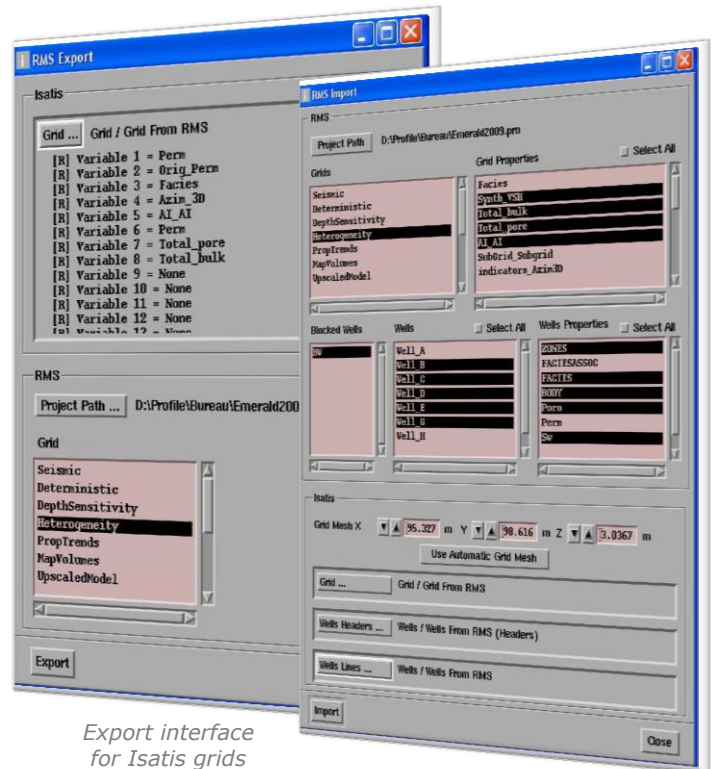 RMS Export
Isatis
Grid ... Grid / Grid From RMS
[R] Variable 1 = Perm
[R] Variable 2 = Orig_Perm
[R] Variable 3 = Facies
[R] Variable 4 = Azim_3D
[R] Variable 5 = AI_AI
[R] Variable 6 = Perm
[R] Variable 7 = Total_pore
[R] Variable 8 = Total_bulk
[R] Variable 9 = None
[R] Variable 10 = None
[R] Variable 11 = None
[R] Variable 12 = None
[R] Variable 13 = None
RMS
Project Path ... D:\Profile\Bureau\Emerald200
Grid
Seismic
Deterministic
DepthSensitivity
Heterogeneity
PropTrends
MapVolumes
UpscaledModel
Export
Export interface
for Isatis grids
RMS Import
RMS
Project Path D:\Profile\Bureau\Emerald2009.pro
Grids
Seismic
Deterministic
DepthSensitivity
Heterogeneity
PropTrends
MapVolumes
UpscaledModel
Grid Properties Select All
Facies
Synth_VSH
Total_bulk
Total_pore
AI_AI
SubGrid_Subgrid
indicators_Azim3D
Blocked Wells
BW
Wells Select All
Well_A
Well_B
Well_C
Well_D
Well_E
Well_G
Well_H
Wells Properties Select All
ZONES
FACIESASSOC
FACIES
BODY
Poro
Perm
Sw
Isatis
Grid Mesh X 95.327 m Y 98.616 m Z 3.0367 m
Use Automatic Grid Mesh
Grid ... Grid / Grid From RMS
Wells Headers ... Wells / Wells From RMS (Headers)
Wells Lines ... Wells / Wells From RMS
Import
Close